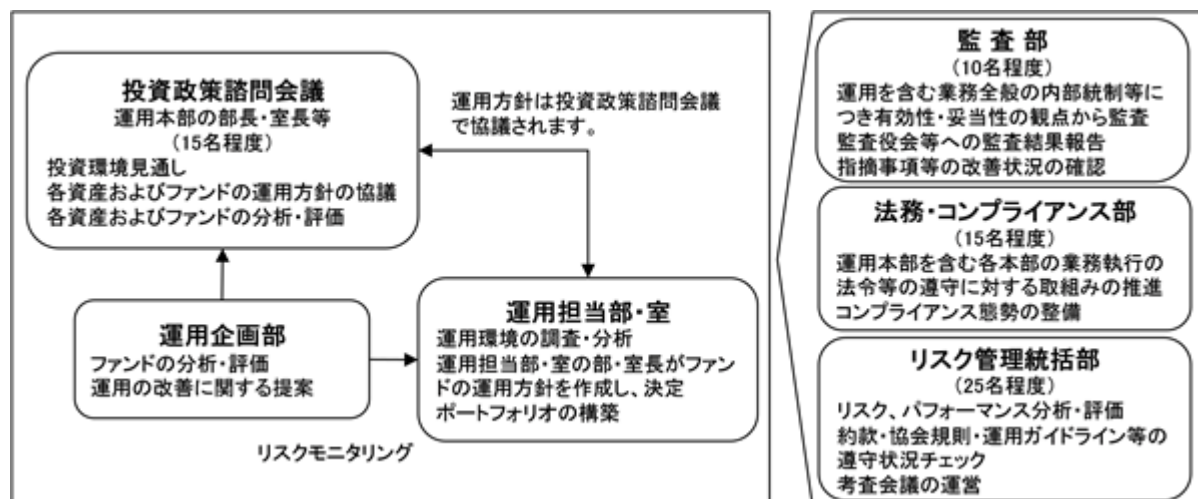 投資政策諮問会議
運用本部の部長・室長等
(15名程度)
投資環境見通し
各資産およびファンドの運用方針の協議
各資産およびファンドの分析・評価
運用方針は投資政策諮問会議
で協議されます。
運用企画部
ファンドの分析・評価
運用の改善に関する提案
運用担当部・室
運用環境の調査・分析
運用担当部・室の部・室長がファン
ドの運用方針を作成し、決定
ポートフォリオの構築
リスクモニタリング
監 査 部
(10名程度)
運用を含む業務全般の内部統制等に
つき有効性・妥当性の観点から監査
監査役会等への監査結果報告
指摘事項等の改善状況の確認
法務・コンプライアンス部
(15名程度)
運用本部を含む各本部の業務執行の
法令等の遵守に対する取組みの推進
コンプライアンス態勢の整備
リスク管理統括部
(25名程度)
リスク、パフォーマンス分析・評価
約款・協会規則・運用ガイドライン等の
遵守状況チェック
考査会議の運営